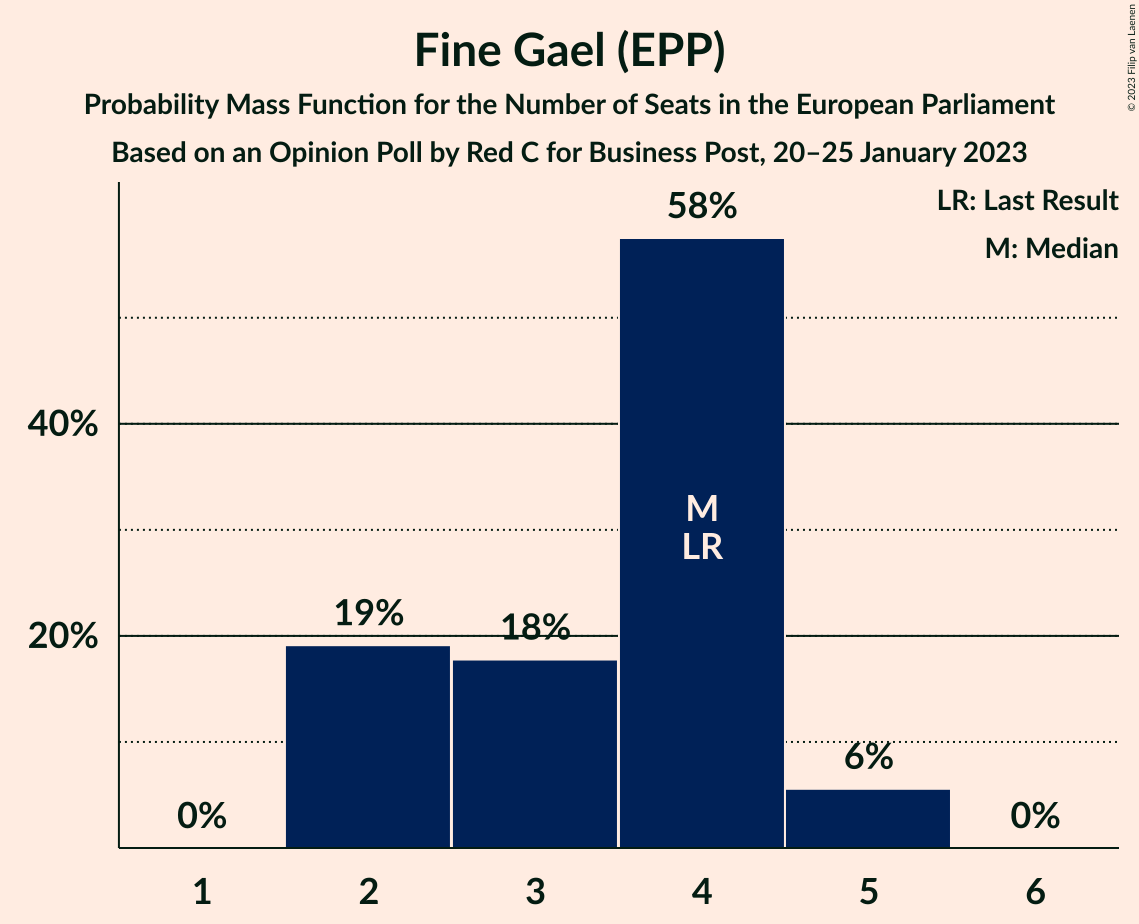 Fine Gael (EPP)
Probability Mass Function for the Number of Seats in the European Parliament
Based on an Opinion Poll by Red C for Business Post, 20–25 January 2023
© 2023 Filip van Laenen
LR: Last Result
M: Median
58%
40%
M
LR
19%
18%
20%
6%
0%
0%
1
2
3
4
5
6